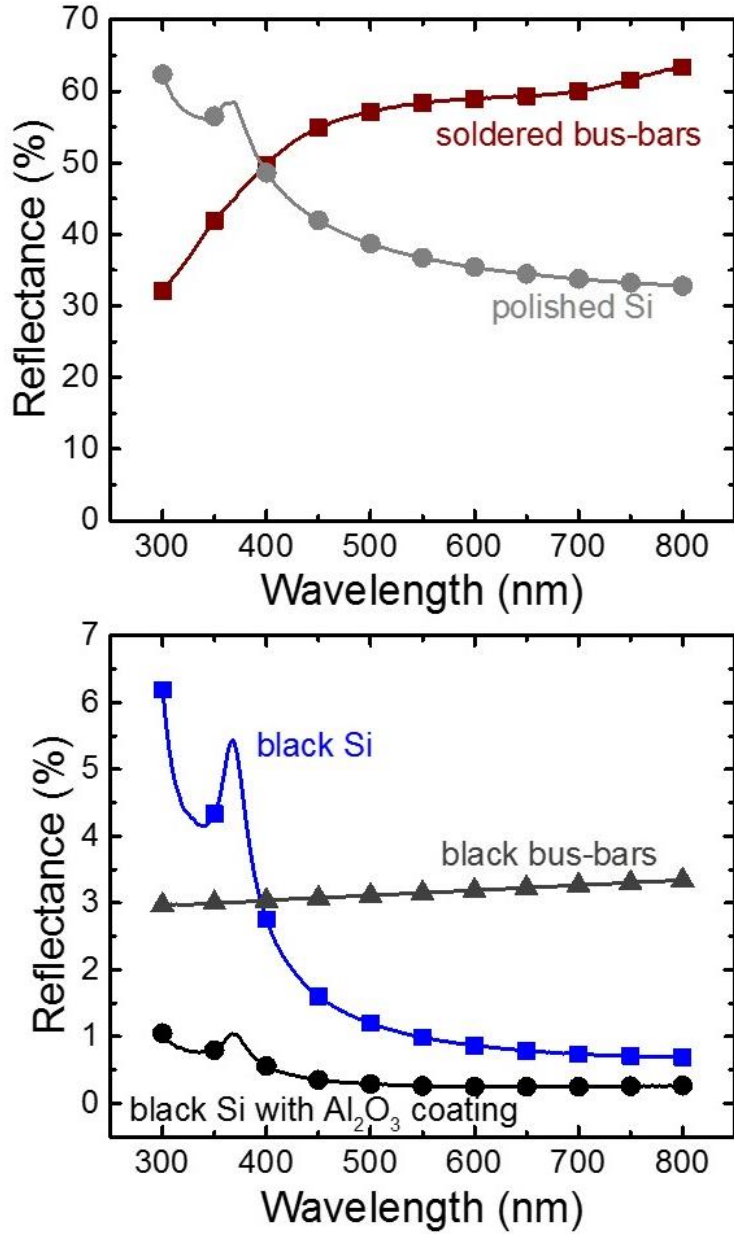 70
60
50
40
30
20
10
0
Reflectance (%)
soldered bus-bars
polished Si
300 400 500 600 700 800
Wavelength (nm)
7
6
5
4
3
2
1
0
Reflectance (%)
black Si
black bus-bars
black Si with Al₂O₃ coating
300 400 500 600 700 800
Wavelength (nm)